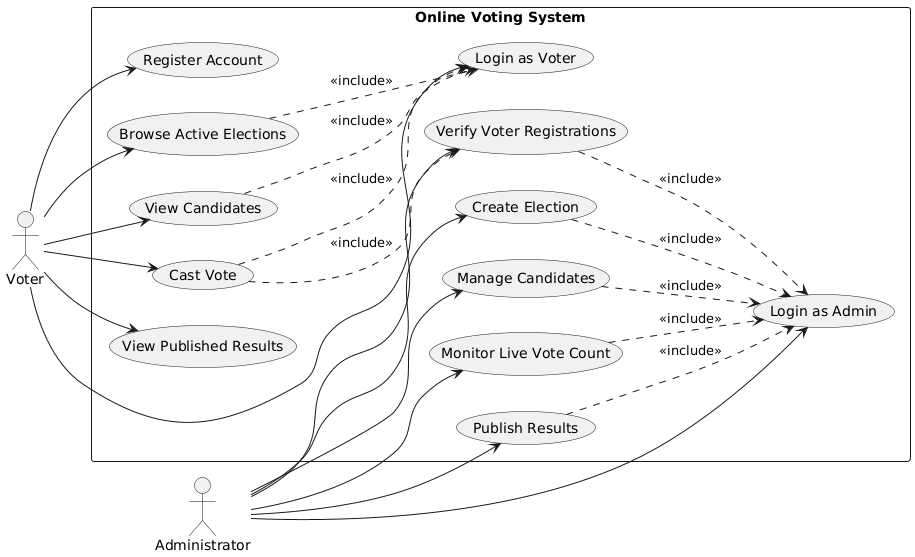 Online Voting System
Register Account
Login as Voter
«include»
Browse Active Elections
«include»
Verify Voter Registrations
View Candidates
«include»
«include»
Create Election
Voter
Cast Vote
«include»
«include»
Manage Candidates
«include»
Login as Admin
«include»
View Published Results
Monitor Live Vote Count
«include»
Publish Results
Administrator